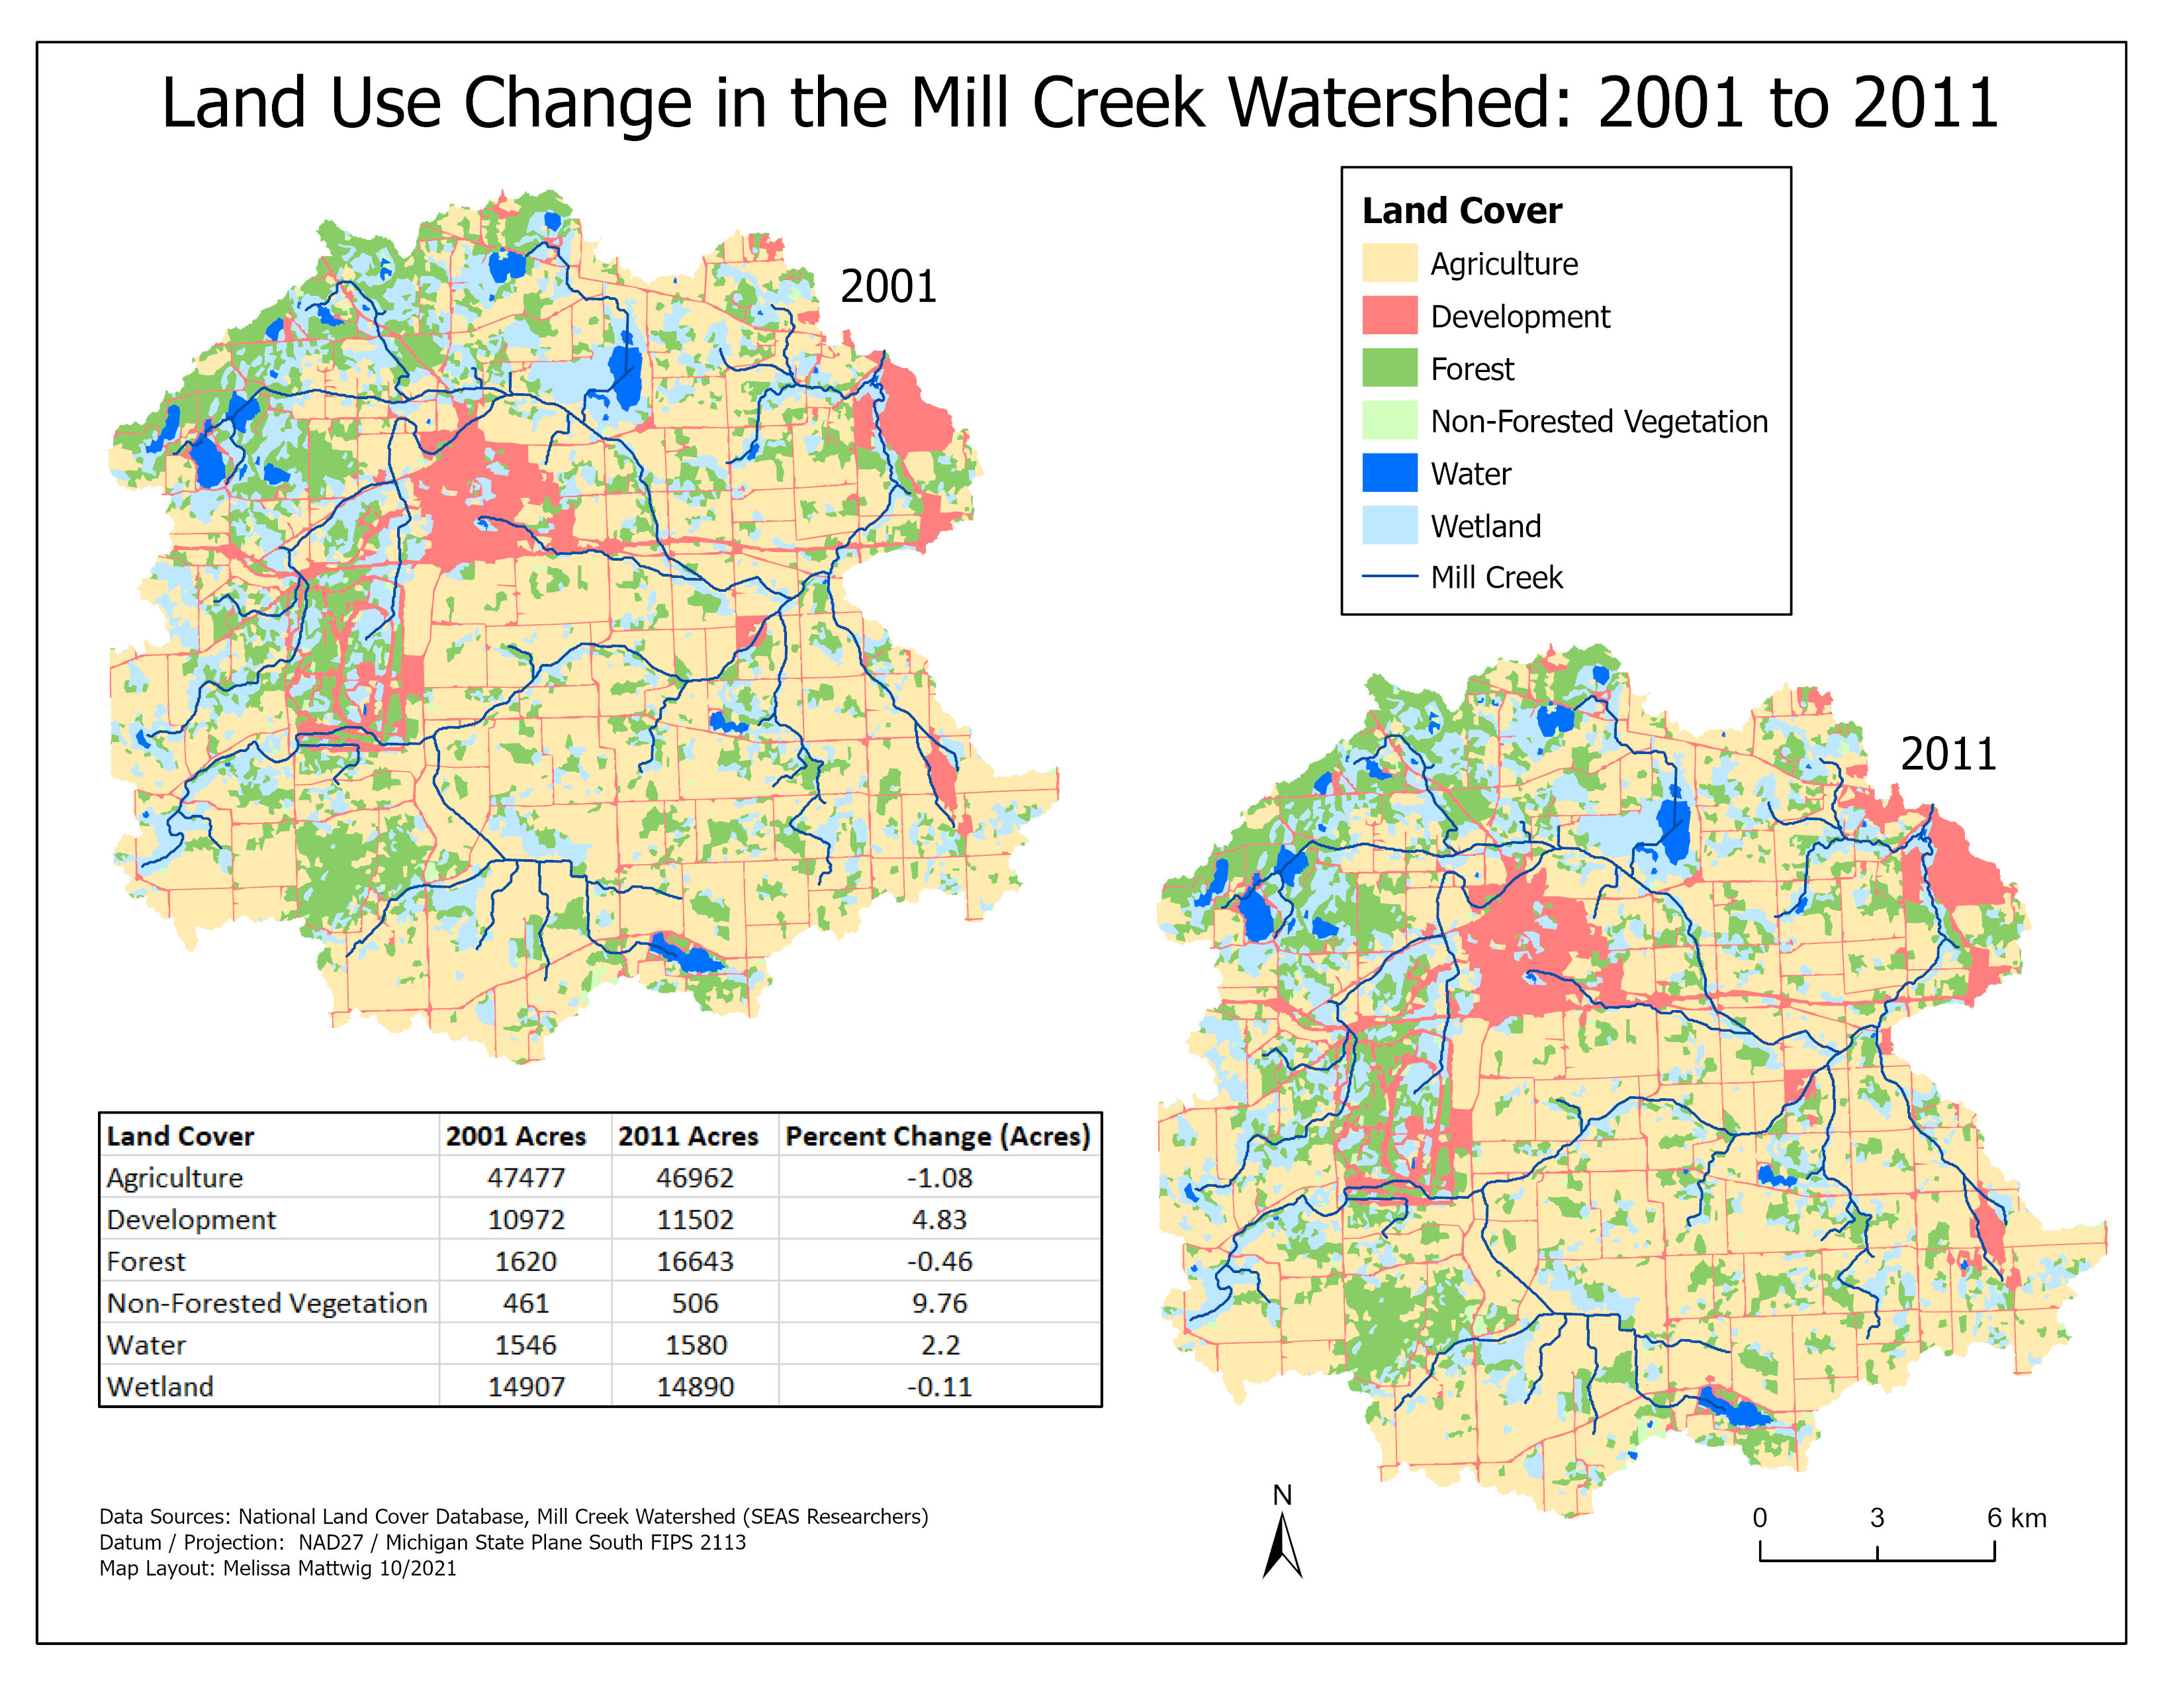 Land Use Change in the Mill Creek Watershed: 2001 to 2011
2001
Land Cover
Agriculture
Development
Forest
Non-Forested Vegetation
Water
Wetland
Mill Creek
2011
Land Cover 2001 Acres 2011 Acres Percent Change (Acres)
Agriculture 47477 46962 -1.08
Development 10972 11502 4.83
Forest 1620 16643 -0.46
Non-Forested Vegetation 461 506 9.76
Water 1546 1580 2.2
Wetland 14907 14890 -0.11
Data Sources: National Land Cover Database, Mill Creek Watershed (SEAS Researchers)
Datum / Projection: NAD27 / Michigan State Plane South FIPS 2113
Map Layout: Melissa Mattwig 10/2021
N
0 3 6 km